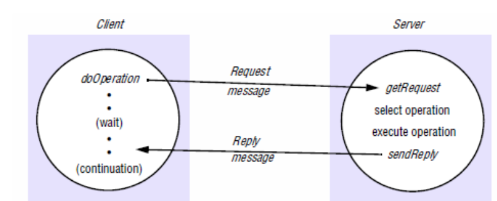 Client
Server
doOperation
(wait)
(continuation)
Request
message
Reply
message
getRequest
select operation
execute operation
sendReply